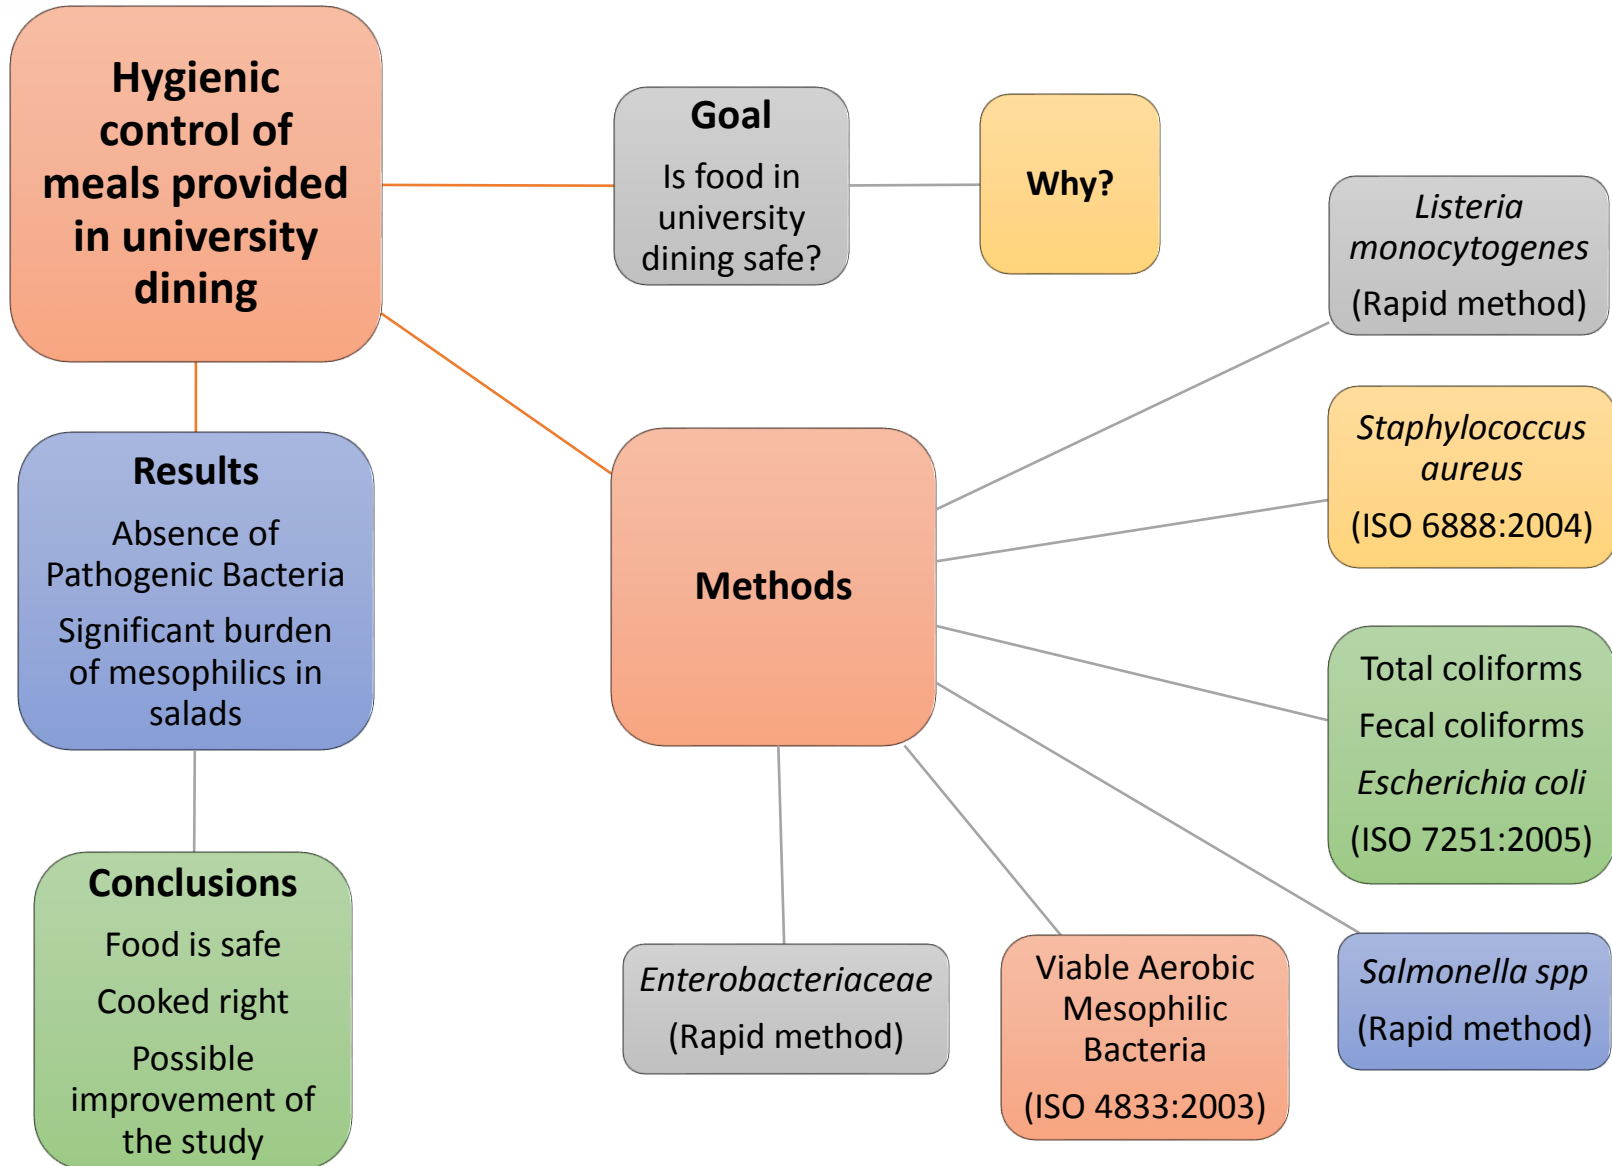 Hygienic
control of
meals provided
in university
dining
Goal
Is food in
university
dining safe?
Why?
Listeria
monocytogenes
(Rapid method)
Staphylococcus
aureus
(ISO 6888:2004)
Results
Absence of
Pathogenic Bacteria
Significant burden
of mesophilics in
salads
Methods
Total coliforms
Fecal coliforms
Escherichia coli
(ISO 7251:2005)
Conclusions
Food is safe
Cooked right
Possible
improvement of
the study
Enterobacteriaceae
(Rapid method)
Viable Aerobic
Mesophilic
Bacteria
(ISO 4833:2003)
Salmonella spp
(Rapid method)